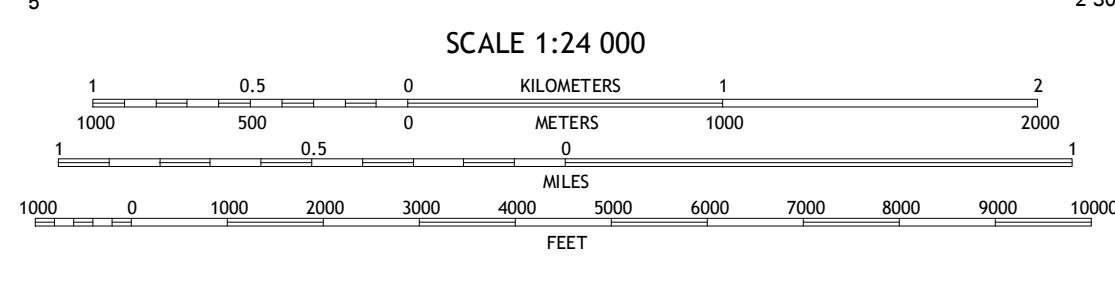 5 2 30
SCALE 1:24 000
1 0.5 0 KILOMETERS 1 2
1000 500 0 METERS 1000 2000
1 0.5 0 1
MILES
1000 0 1000 2000 3000 4000 5000 6000 7000 8000 9000 10000
FEET